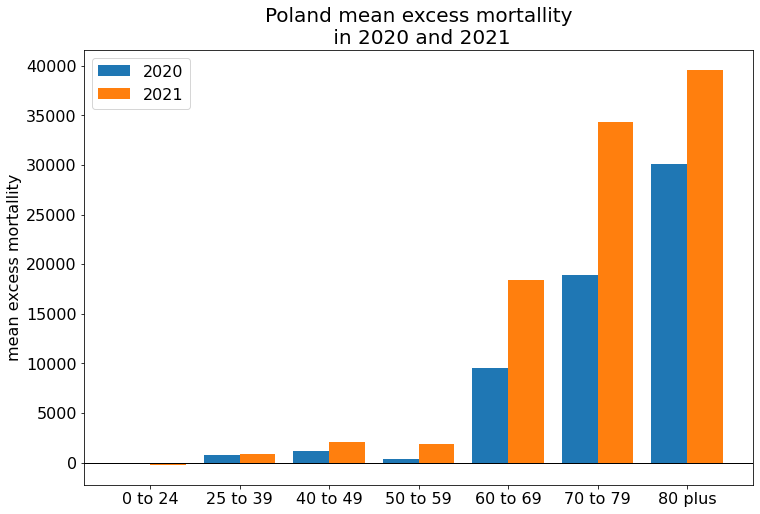 Poland mean excess mortallity
in 2020 and 2021
2020
2021
mean excess mortallity
40000
35000
30000
25000
20000
15000
10000
5000
0
0 to 24
25 to 39
40 to 49
50 to 59
60 to 69
70 to 79
80 plus